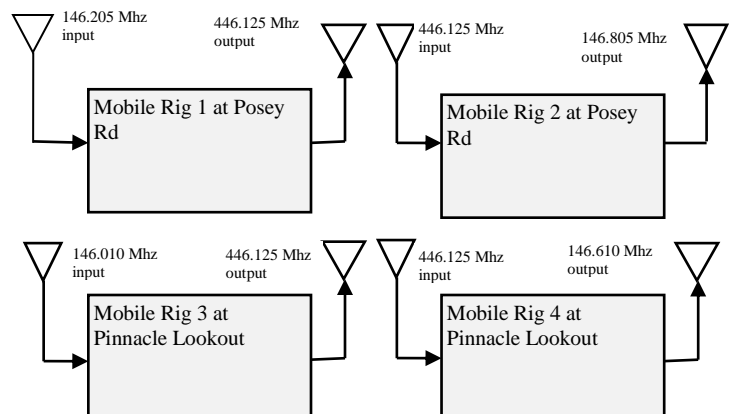 146.205 Mhz
input
446.125 Mhz
output
Mobile Rig 1 at Posey
Rd
446.125 Mhz
input
146.805 Mhz
output
Mobile Rig 2 at Posey
Rd
146.010 Mhz
input
446.125 Mhz
output
Mobile Rig 3 at
Pinnacle Lookout
446.125 Mhz
input
146.610 Mhz
output
Mobile Rig 4 at
Pinnacle Lookout